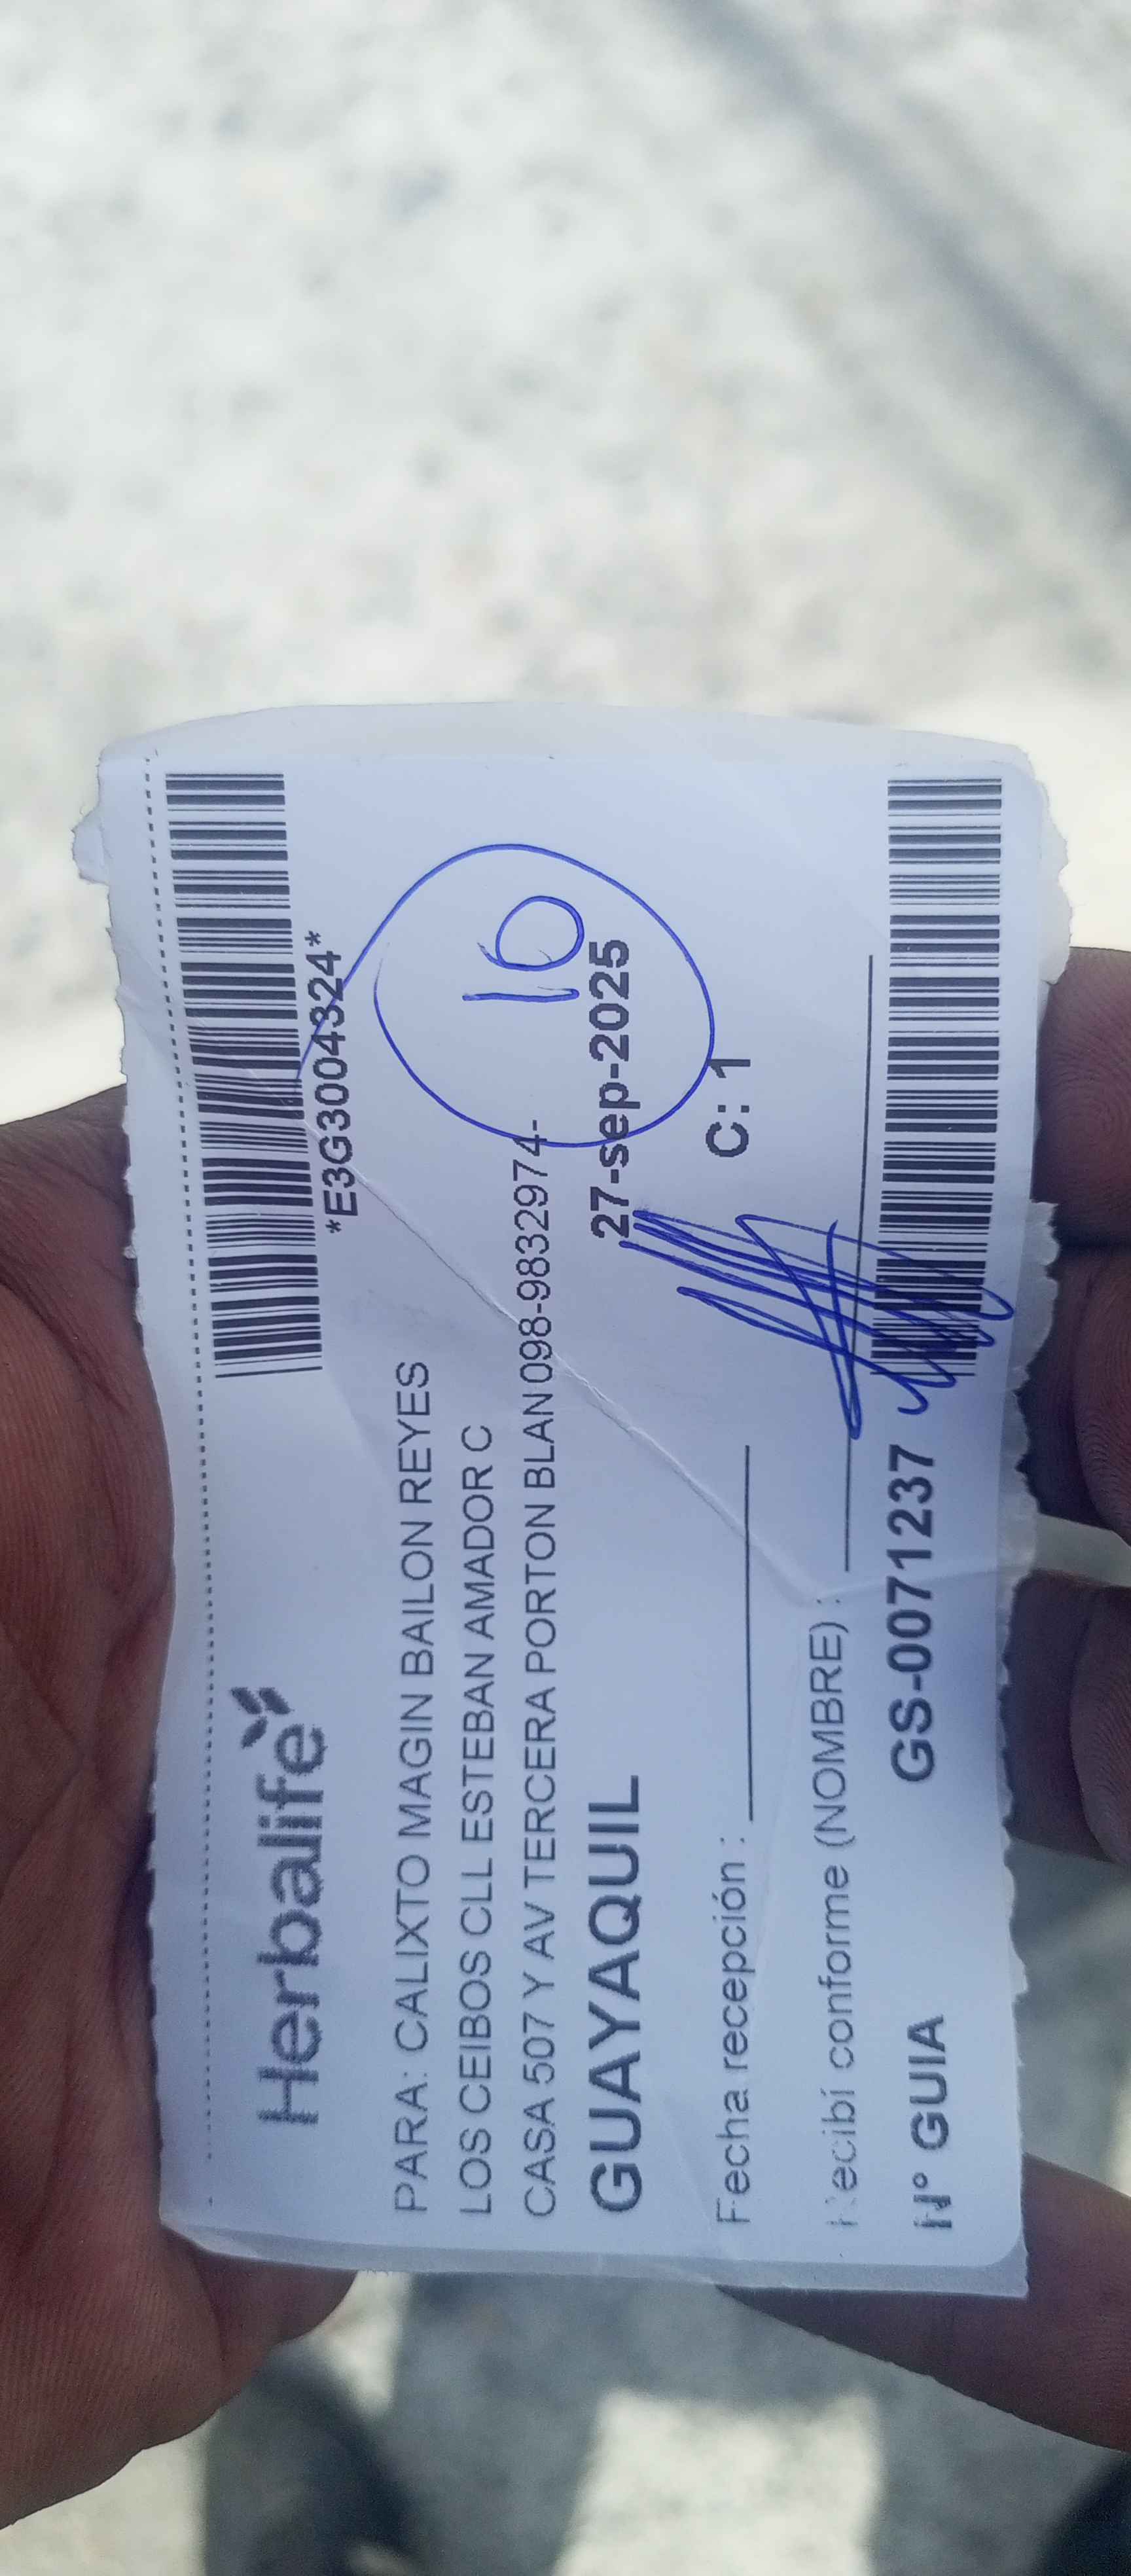 Herbalife
*E3G3004324*
PARA: CALIXTO MAGIN BAILON REYES
LOS CEIBOS CLL ESTEBAN AMADOR C
CASA 507 Y AV TERCERA PORTON BLAN 098-9832974-
10
GUAYAQUIL 27-sep-2025
Fecha recepción : C: 1
Recibí conforme (NOMBRE) :
N° GUIA GS-0071237